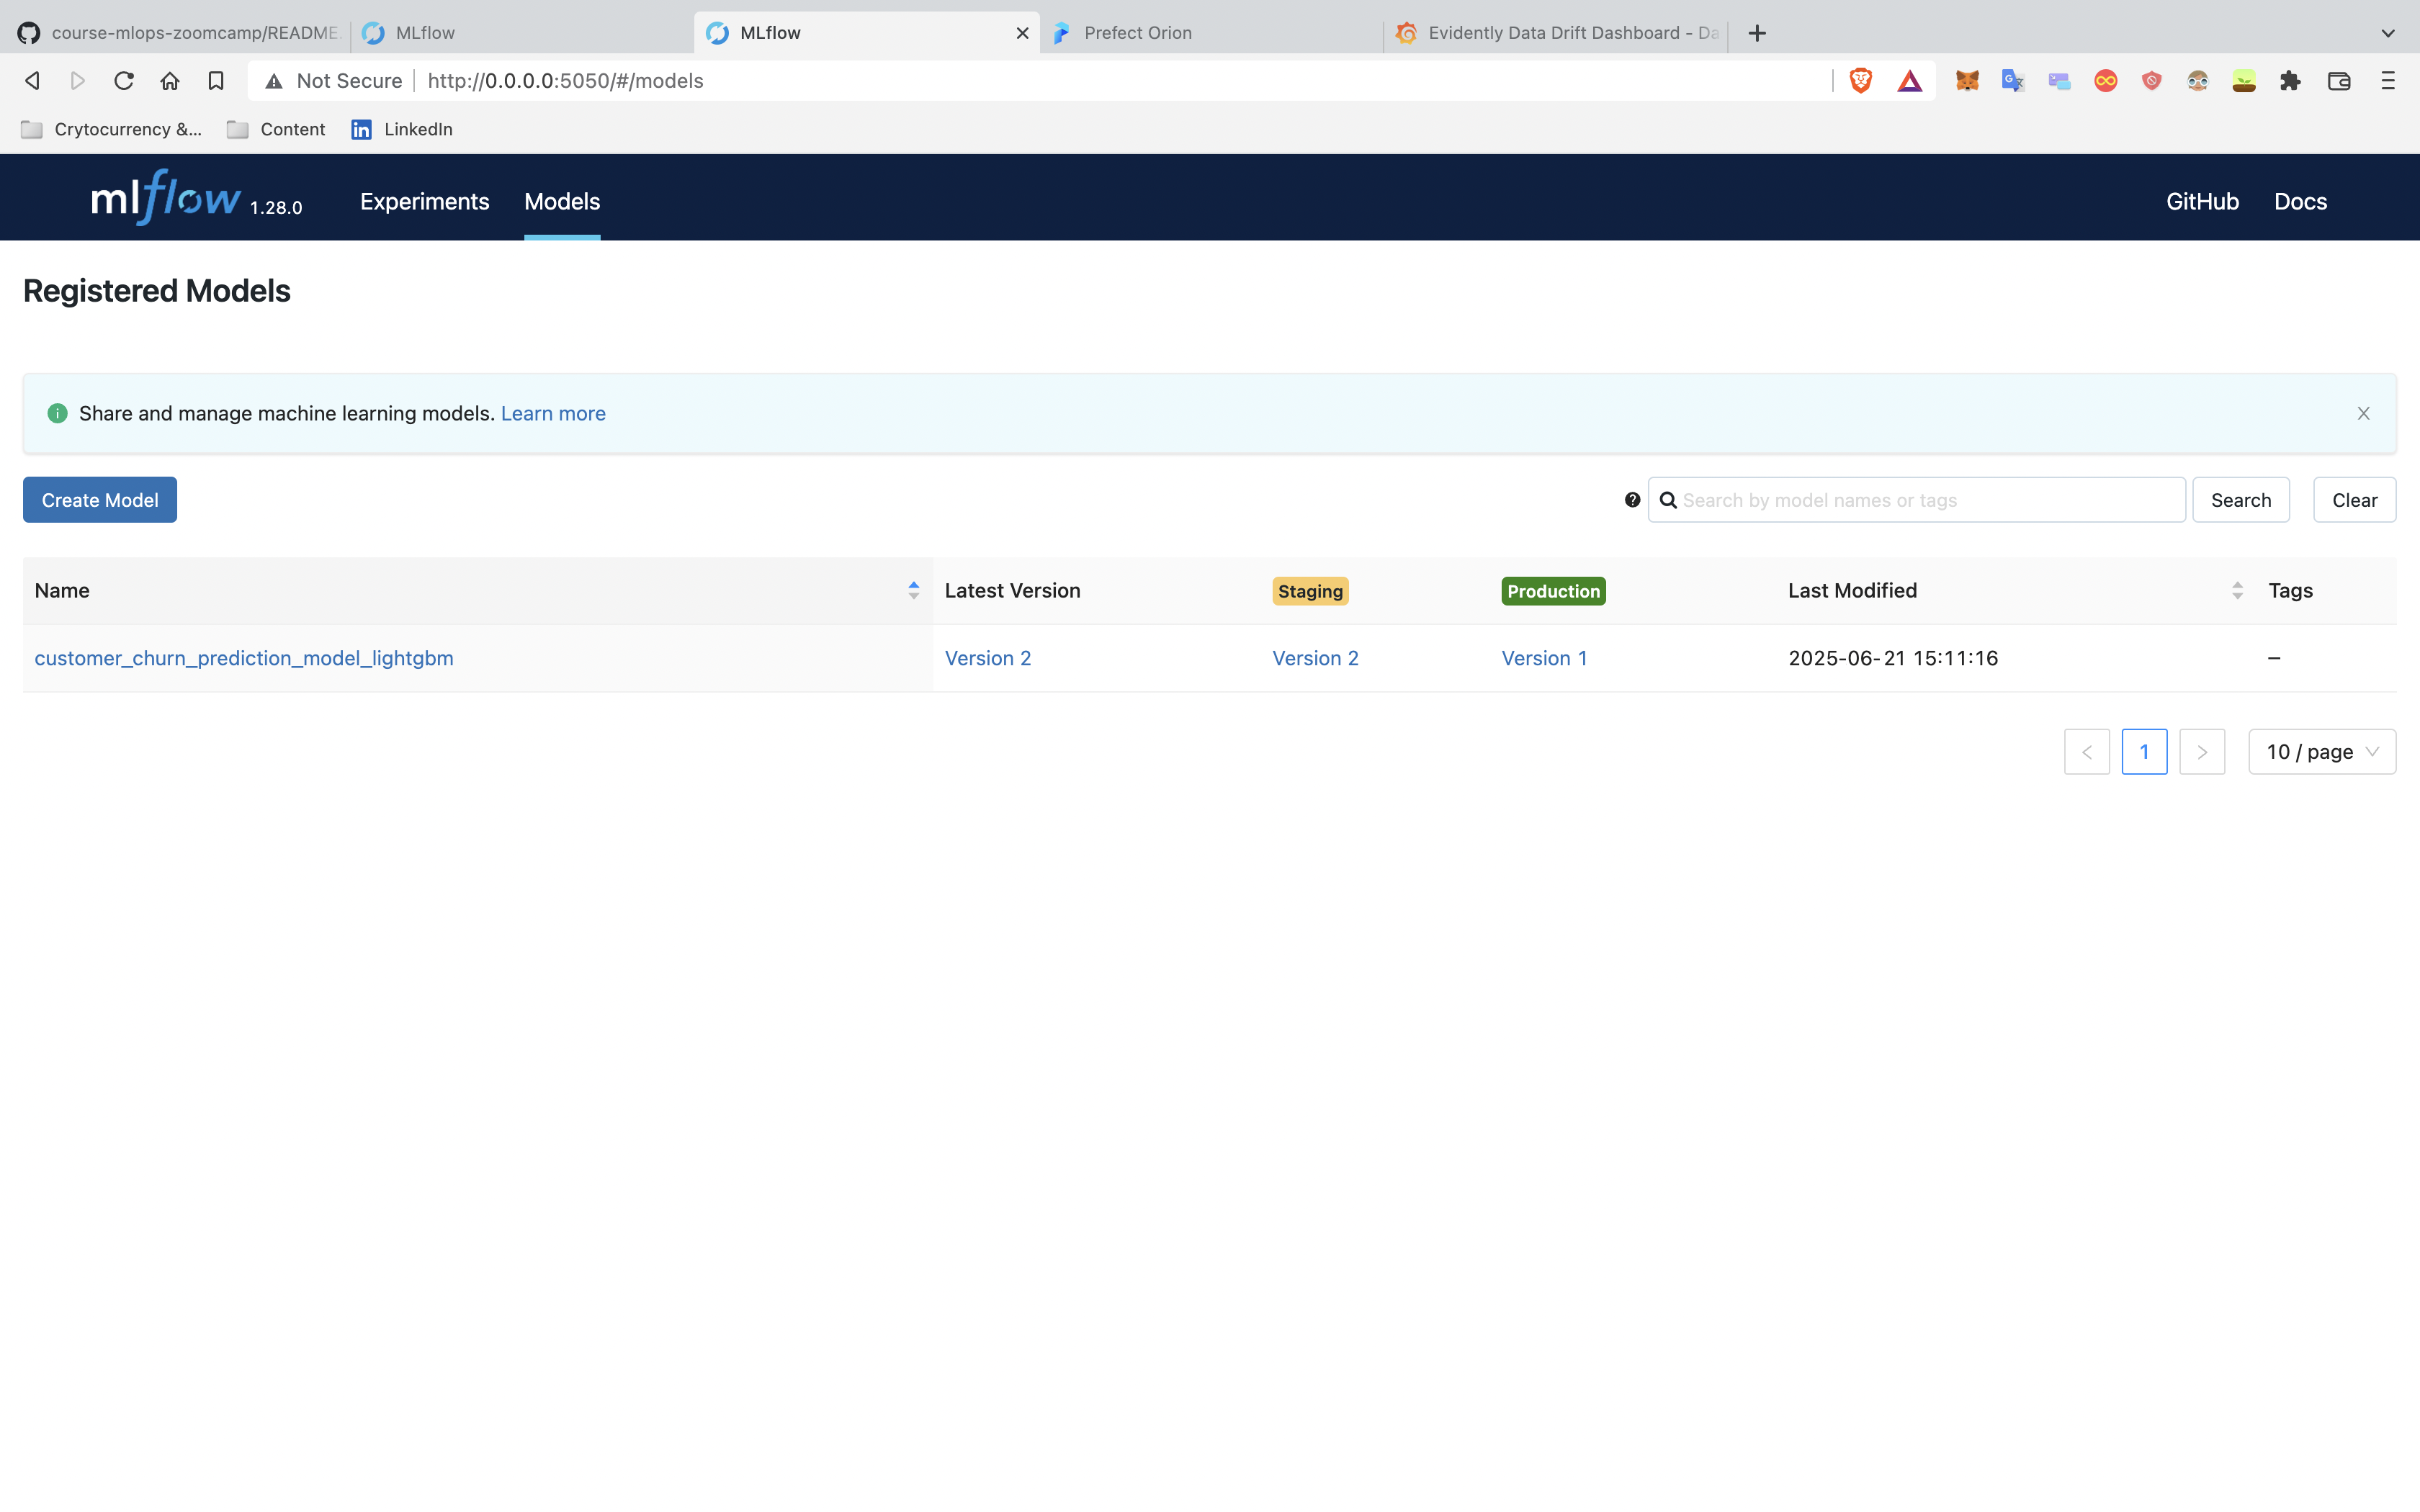 course-mlops-zoomcamp/README. MLflow MLflow Prefect Orion Evidently Data Drift Dashboard - Da
Not Secure http://0.0.0.0:5050/#/models
Crytocurrency &... Content LinkedIn
mlflow 1.28.0 Experiments Models GitHub Docs
Registered Models
Share and manage machine learning models. Learn more
Create Model Search by model names or tags Search Clear
Name Latest Version Staging Production Last Modified Tags
customer_churn_prediction_model_lightgbm Version 2 Version 2 Version 1 2025-06-21 15:11:16 –
< 1 > 10 / page